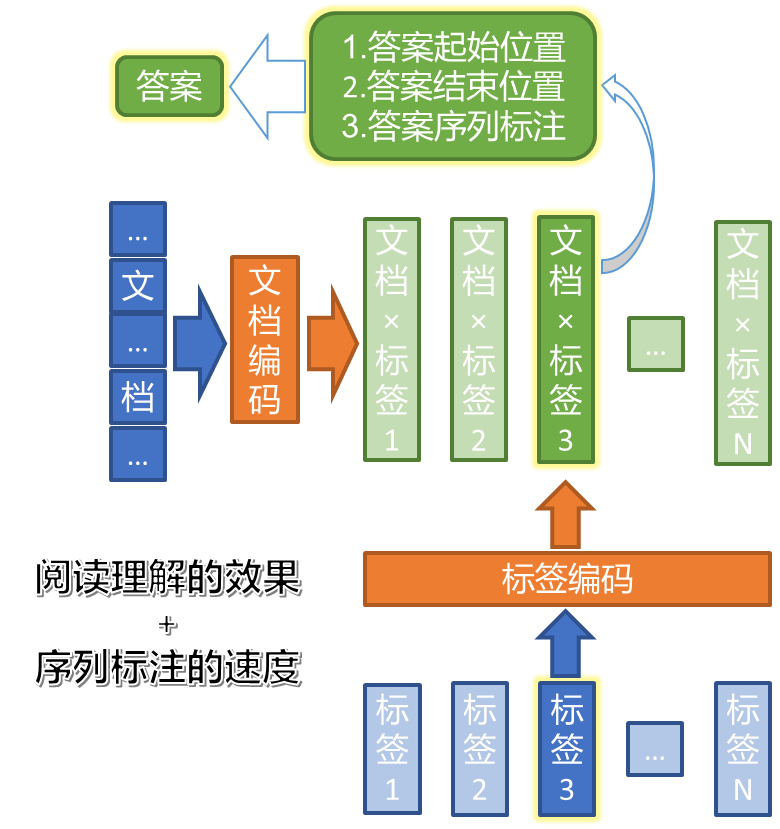 1.答案起始位置
2.答案结束位置
3.答案序列标注
答案
...
文
...
档
...
文档编码
文档×标签1
文档×标签2
文档×标签3
...
文档×标签N
标签编码
阅读理解的效果
+
序列标注的速度
标签1
标签2
标签3
...
标签N